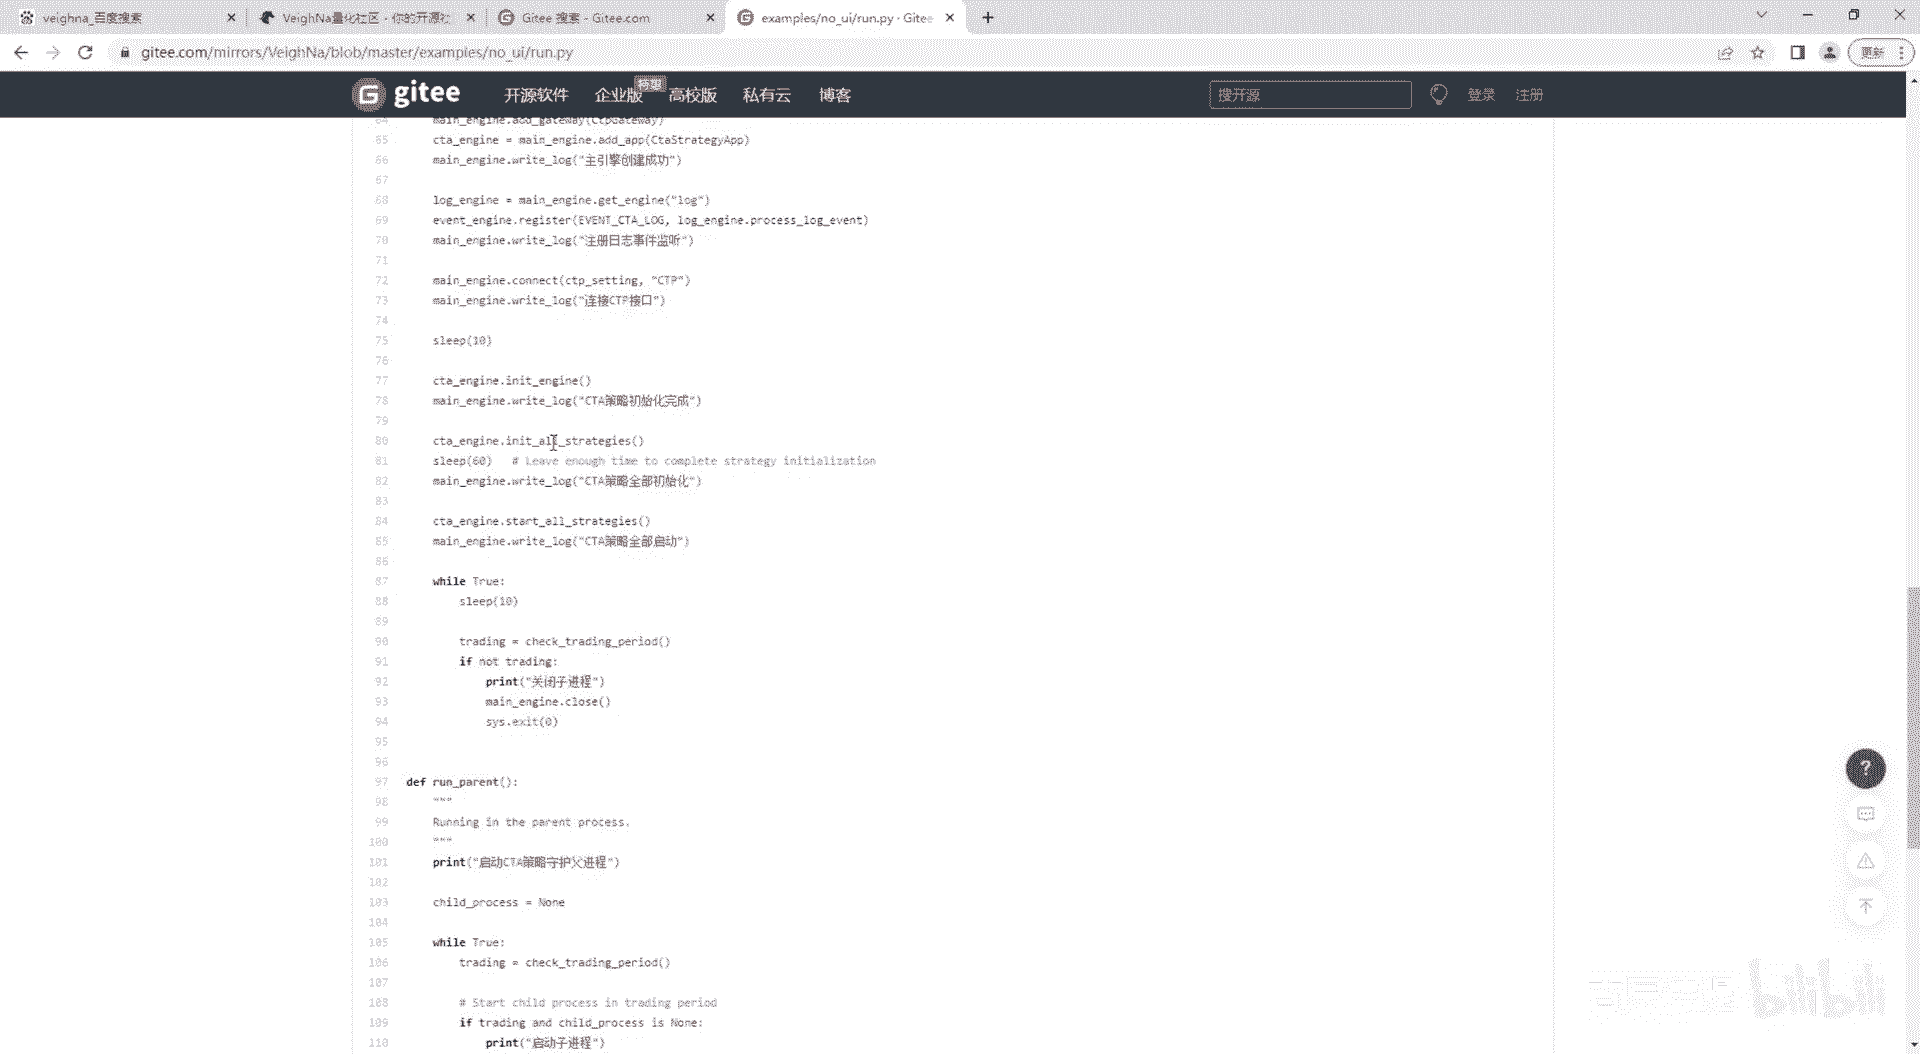 veighna_百度搜索
VeighNa量化社区 - 你的开源社
Gitee 搜索 - Gitee.com
examples/no_ui/run.py · Gitee
gitee.com/mirrors/VeighNa/blob/master/examples/no_ui/run.py
更新
gitee
开源软件
企业版
特惠
高校版
私有云
博客
搜开源
登录
注册
64 main_engine.add_gateway(CtpGateway)
65 cta_engine = main_engine.add_app(CtaStrategyApp)
66 main_engine.write_log("主引擎创建成功")
67
68 log_engine = main_engine.get_engine("log")
69 event_engine.register(EVENT_CTA_LOG, log_engine.process_log_event)
70 main_engine.write_log("注册日志事件监听")
71
72 main_engine.connect(ctp_setting, "CTP")
73 main_engine.write_log("连接CTP接口")
74
75 sleep(10)
76
77 cta_engine.init_engine()
78 main_engine.write_log("CTA策略初始化完成")
79
80 cta_engine.init_all_strategies()
81 sleep(60) # Leave enough time to complete strategy initialization
82 main_engine.write_log("CTA策略全部初始化")
83
84 cta_engine.start_all_strategies()
85 main_engine.write_log("CTA策略全部启动")
86
87 while True:
88 sleep(10)
89
90 trading = check_trading_period()
91 if not trading:
92 print("关闭子进程")
93 main_engine.close()
94 sys.exit(0)
95
96
97 def run_parent():
98 """
99 Running in the parent process.
100 """
101 print("启动CTA策略守护父进程")
102
103 child_process = None
104
105 while True:
106 trading = check_trading_period()
107
108 # Start child process in trading period
109 if trading and child_process is None:
110 print("启动子进程")
bilibili